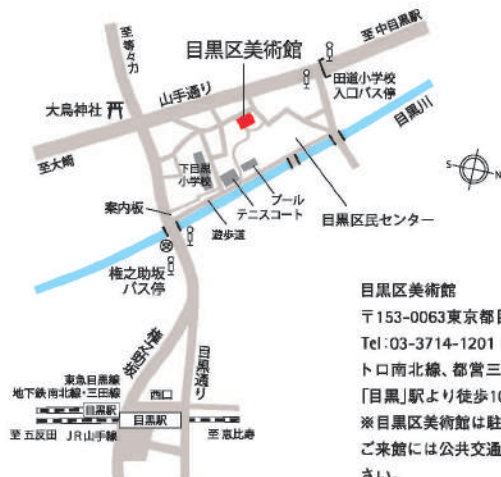 至等々力
目黒区美術館
至中目黒駅
山手通り
田道小学校
入口バス停
大鳥神社
目黒川
至大崎
下目黒
小学校
S
N
プール
テニスコート
案内板
目黒区民センター
遊歩道
権之助坂
バス停
目黒区美術館
〒153-0063東京都目
Tel:03-3714-1201
トロ南北線、都営三
「目黒」駅より徒歩10
※目黒区美術館は駐
ご来館には公共交通
さい。
権之助坂
目黒通り
東急目黒線
地下鉄南北線・三田線
西口
目黒駅
目黒駅
至五反田
JR山手線
至恵比寿